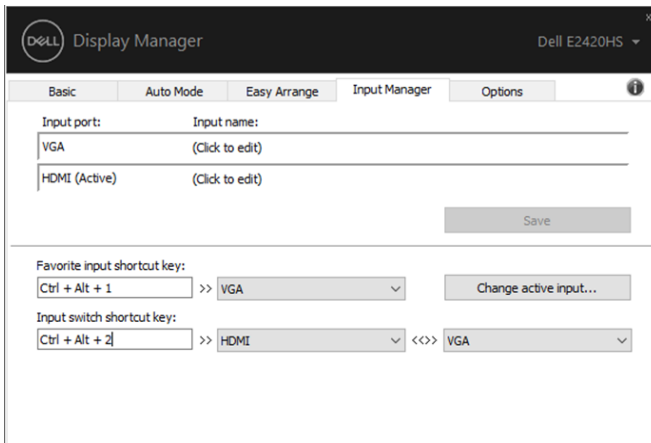 DELL Display Manager Dell E2420HS
Basic Auto Mode Easy Arrange Input Manager Options
Input port: Input name:
VGA (Click to edit)
HDMI (Active) (Click to edit)
Save
Favorite input shortcut key:
Ctrl + Alt + 1 >> VGA Change active input...
Input switch shortcut key:
Ctrl + Alt + 2 >> HDMI <<>> VGA